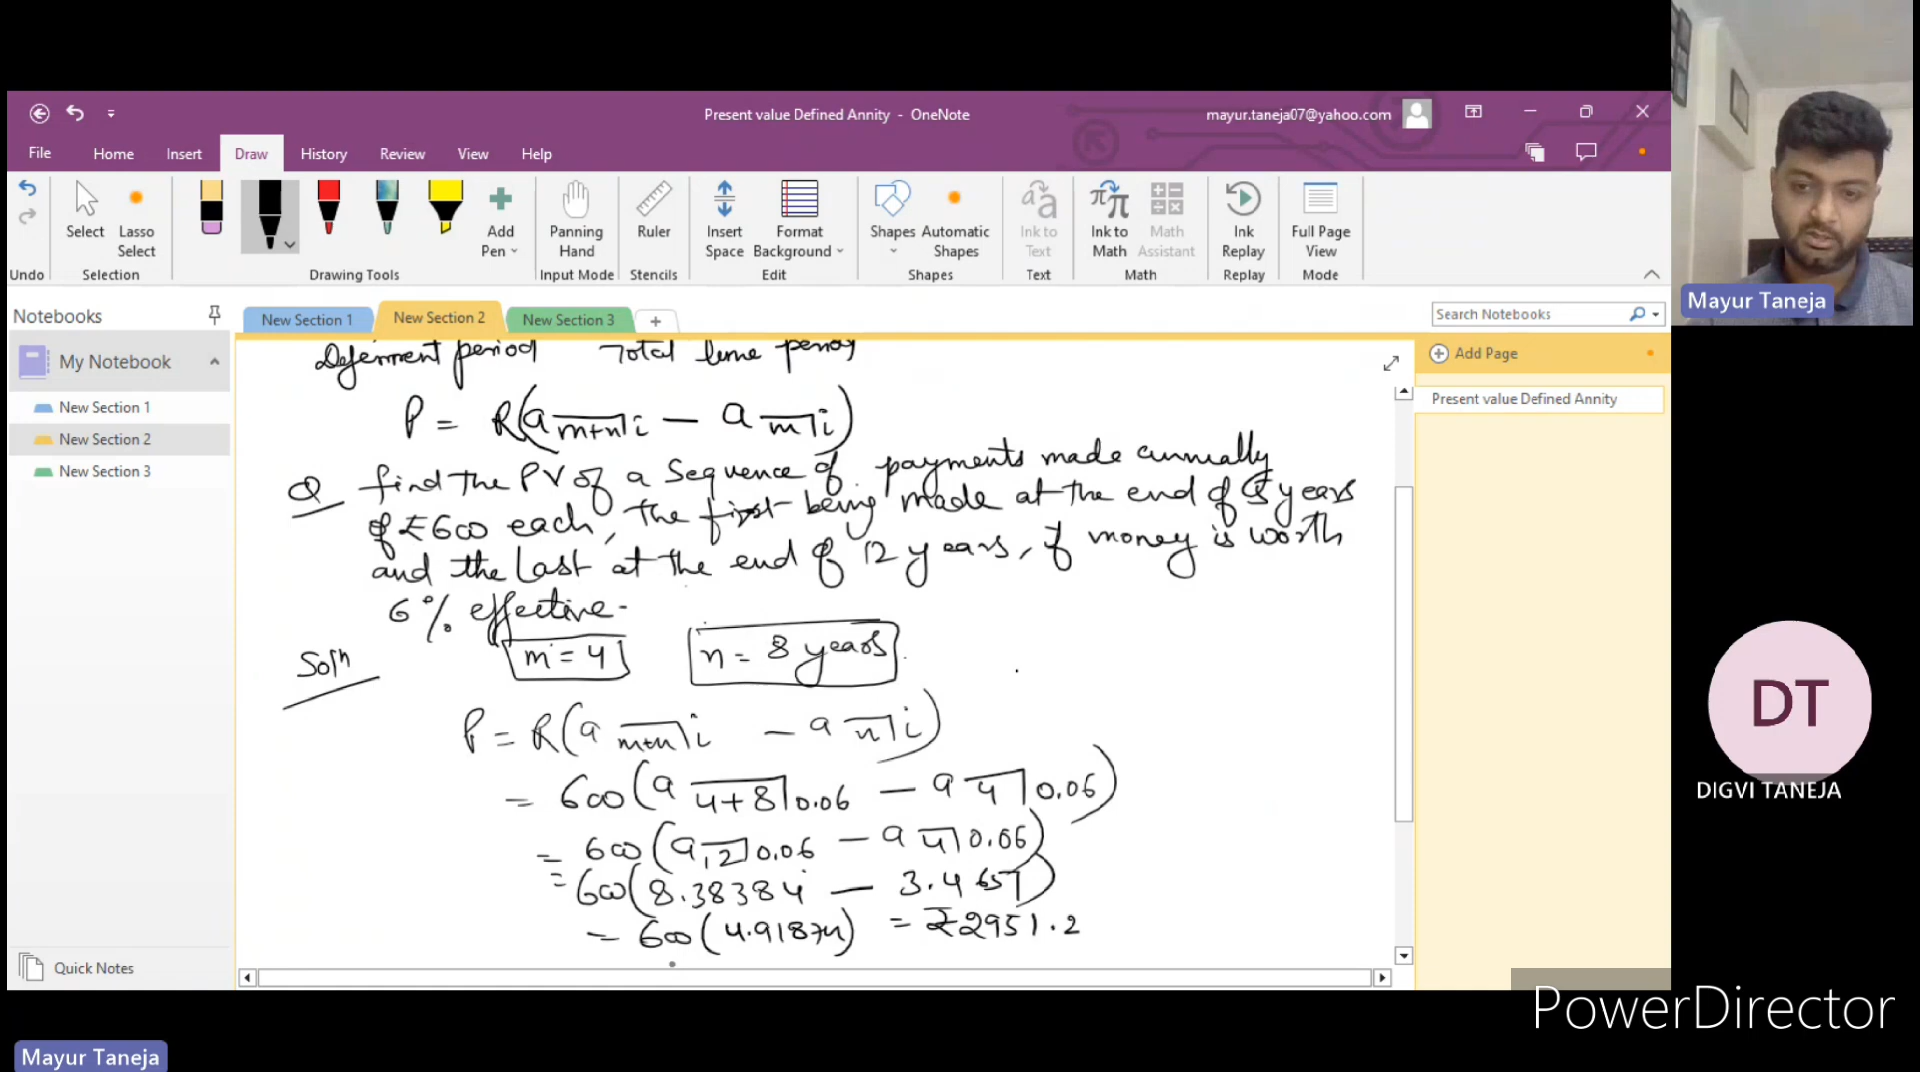 Present value Defined Annity - OneNote
mayur.taneja07@yahoo.com
File Home Insert Draw History Review View Help
Undo
Select
Lasso Select
Selection
Drawing Tools
Add Pen
Panning Hand
Input Mode
Ruler
Stencils
Insert Space
Format Background
Edit
Shapes
Automatic Shapes
Shapes
Ink to Text
Text
Ink to Math
Math Assistant
Math
Ink Replay
Replay
Full Page View
Mode
Mayur Taneja
Notebooks
My Notebook
New Section 1
New Section 2
New Section 3
Quick Notes
New Section 1 New Section 2 New Section 3 +
Search Notebooks
Add Page
Present value Defined Annity
Deferment period Total time period
P = R(a m+n|i − a m|i)
Q find the PV of a sequence of payments made annually
of ₹600 each, the first being made at the end of 5 years
and the last at the end of 12 years, if money is worth
6% effective.
Soln m = 4 n = 8 years
P = R(a m+n|i − a n|i)
= 600(a 4+8|0.06 − a 4|0.06)
= 600(a 12|0.06 − a 4|0.06)
= 600(8.38384 − 3.4651)
= 600(4.91874) = ₹2951.2
DT
DIGVI TANEJA
PowerDirector
Mayur Taneja